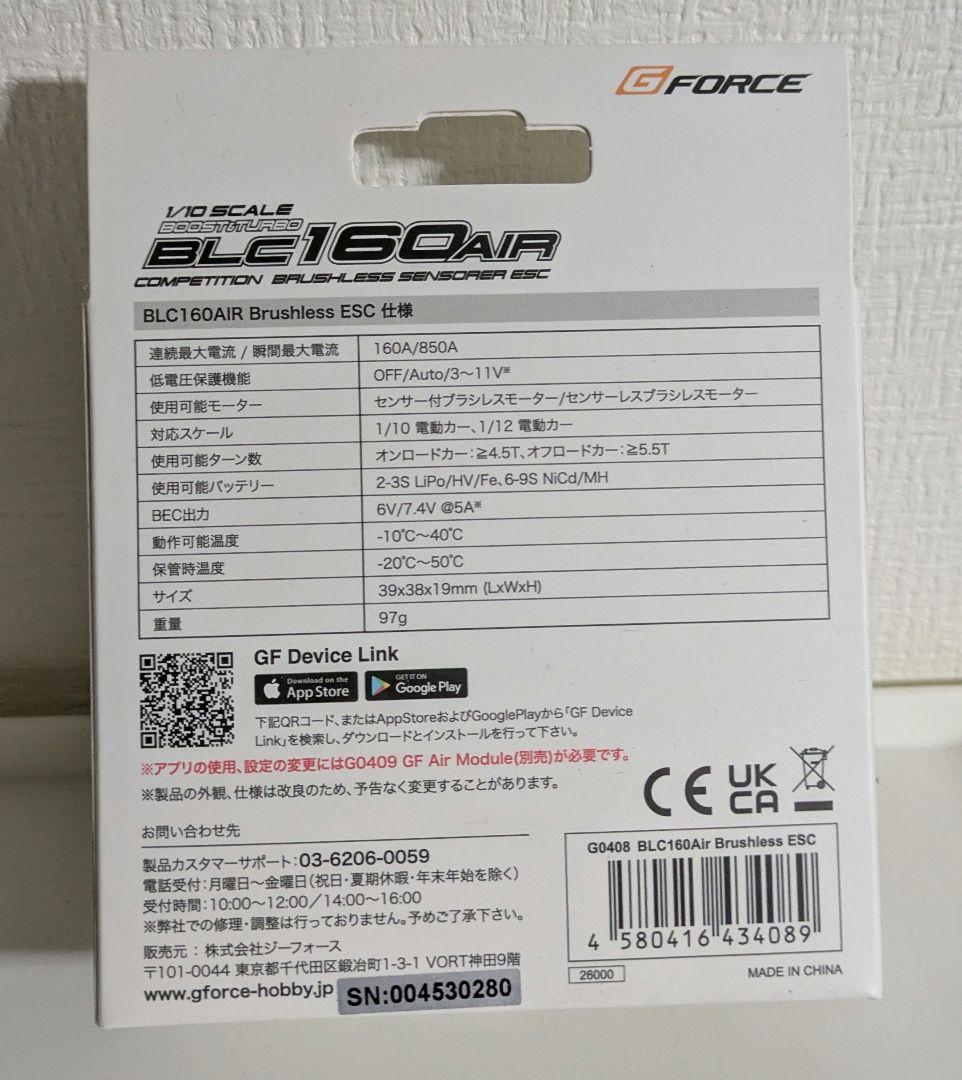 GFORCE
1/10 SCALE
BOOST&TURBO
BLC160AIR
COMPETITION BRUSHLESS SENSORER ESC
BLC160AIR Brushless ESC 仕様
連続最大電流 / 瞬間最大電流 160A/850A
低電圧保護機能 OFF/Auto/3〜11V※
使用可能モーター センサー付ブラシレスモーター/センサーレスブラシレスモーター
対応スケール 1/10 電動カー、1/12 電動カー
使用可能ターン数 オンロードカー:≧4.5T、オフロードカー:≧5.5T
使用可能バッテリー 2-3S LiPo/HV/Fe、6-9S NiCd/MH
BEC出力 6V/7.4V @5A※
動作可能温度 -10℃〜40℃
保管時温度 -20℃〜50℃
サイズ 39x38x19mm (LxWxH)
重量 97g
GF Device Link
Download on the App Store
GET IT ON Google Play
下記QRコード、またはAppStoreおよびGooglePlayから「GF Device
Link」を検索し、ダウンロードとインストールを行って下さい。
※アプリの使用、設定の変更にはG0409 GF Air Module(別売)が必要です。
※製品の外観、仕様は改良のため、予告なく変更することがあります。
CE UK CA
お問い合わせ先
製品カスタマーサポート:03-6206-0059
電話受付:月曜日〜金曜日(祝日・夏期休暇・年末年始を除く)
受付時間:10:00〜12:00/14:00〜16:00
※弊社での修理・調整は行っておりません。予めご了承下さい。
販売元 : 株式会社ジーフォース
〒101-0044 東京都千代田区鍛冶町1-3-1 VORT神田9階
www.gforce-hobby.jp
SN:004530280
G0408 BLC160Air Brushless ESC
4 580416 434089
26000
MADE IN CHINA